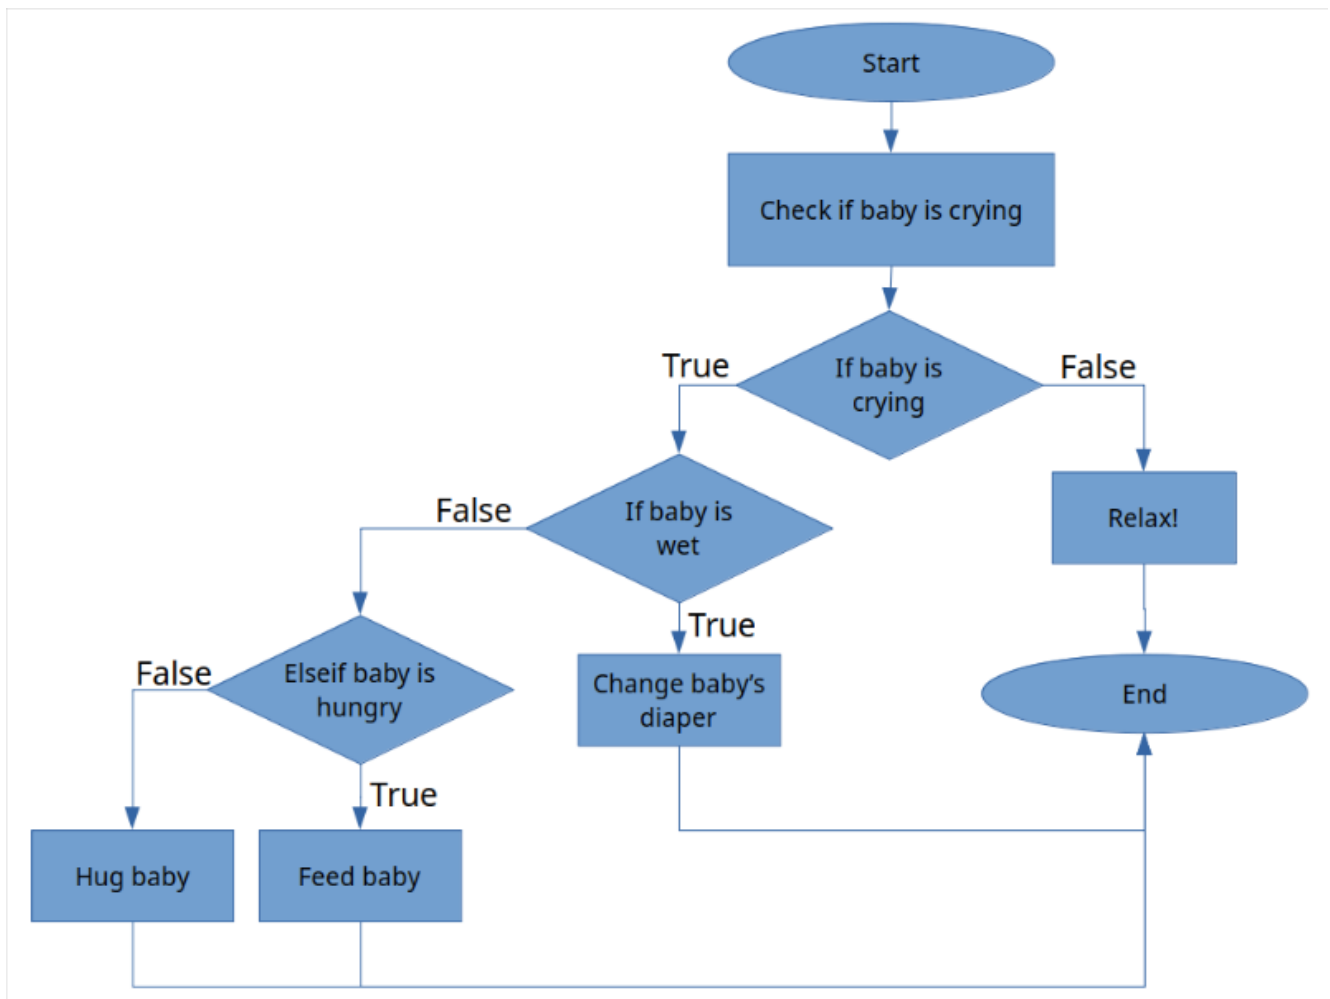 Start
Check if baby is crying
True
If baby is
crying
False
False
If baby is
wet
Relax!
True
False
Elseif baby is
hungry
Change baby’s
diaper
End
True
Hug baby
Feed baby